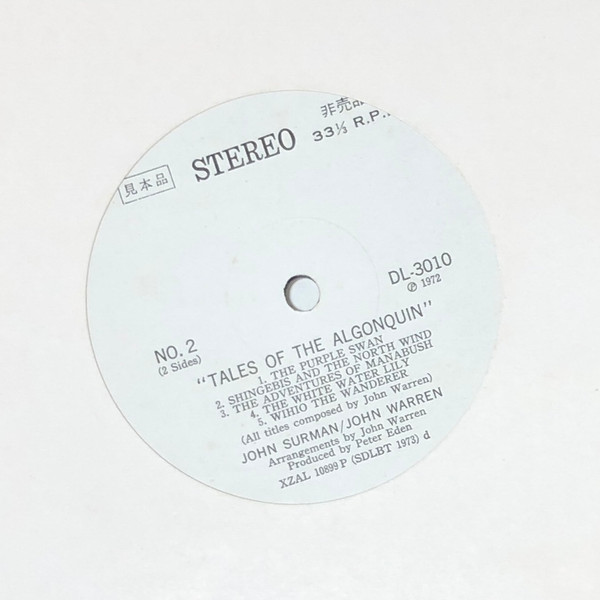 非売品
33⅓ R.P.
STEREO
見本品
DL-3010
℗ 1972
NO. 2
(2 Sides)
"TALES OF THE ALGONQUIN"
1. THE PURPLE SWAN
2. SHINGEBIS AND THE NORTH WIND
3. THE ADVENTURES OF MANABUSH
4. THE WHITE WATER LILY
5. WIHIO THE WANDERER
(All titles composed by John Warren)
JOHN SURMAN/JOHN WARREN
Arrangements by John Warren
Produced by Peter Eden
XZAL 10899 P (SDLBT 1973) d